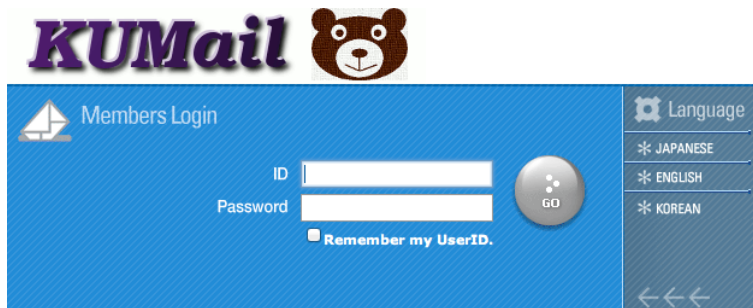 KUMail
Members Login
ID
Password
GO
Remember my UserID.
Language
JAPANESE
ENGLISH
KOREAN